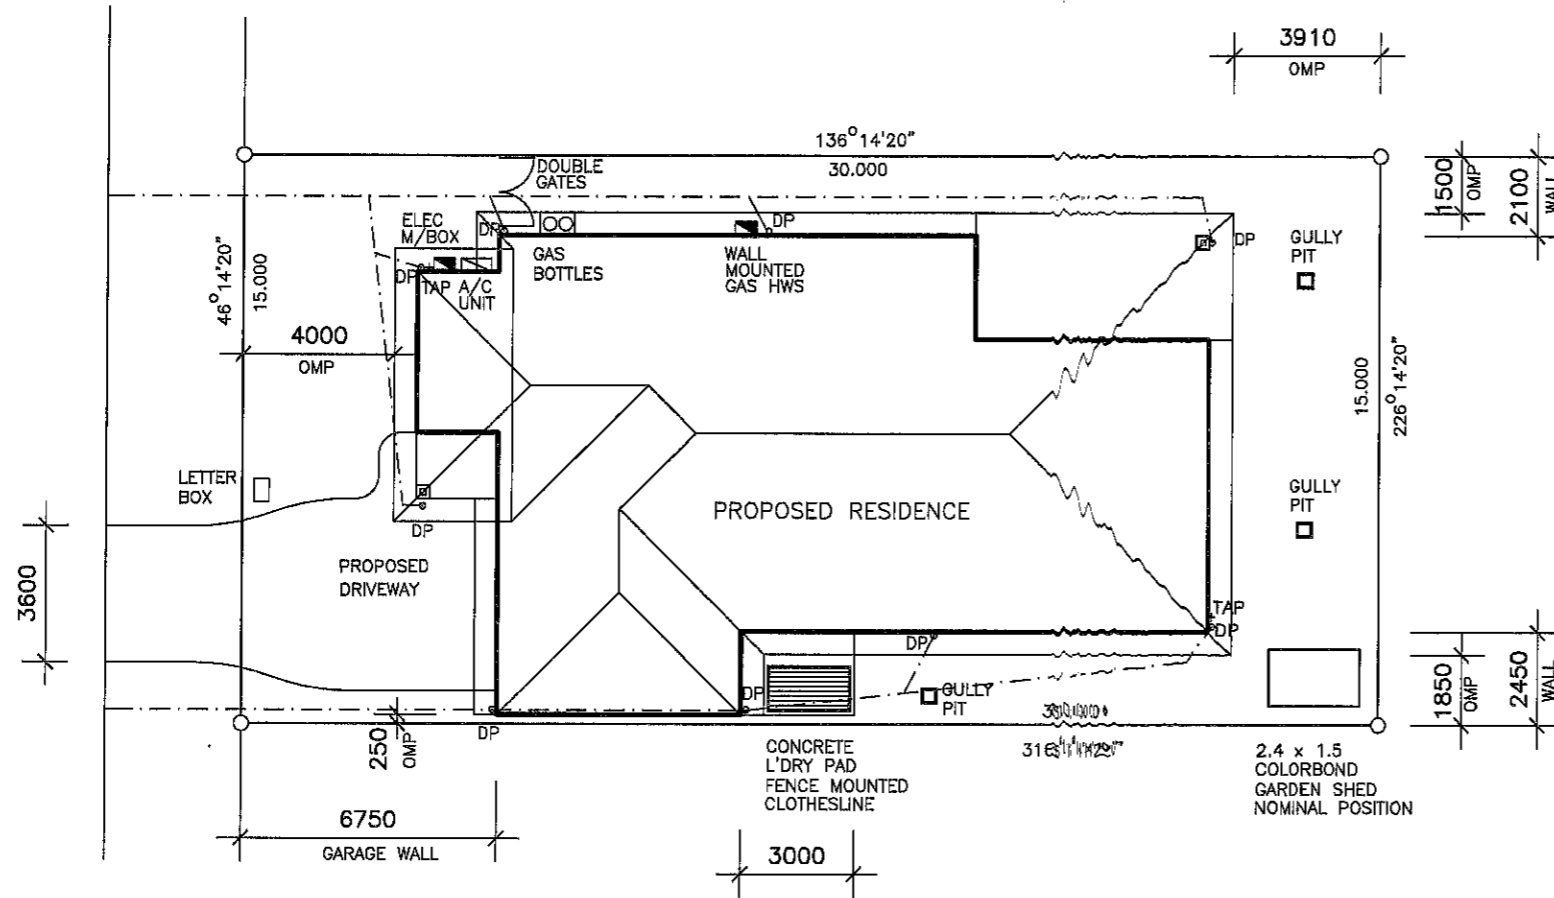 3910
OMP
136°14'20"
30.000
DOUBLE
GATES
1500
OMP
2100
WALL
ELEC
M/BOX
DP
GAS
BOTTLES
DP
WALL
MOUNTED
GAS HWS
DP
GULLY
PIT
DP
TAP
A/C
UNIT
46°14'20"
15.000
4000
OMP
15.000
226°14'20"
LETTER
BOX
GULLY
PIT
PROPOSED RESIDENCE
DP
PROPOSED
DRIVEWAY
3600
TAP
DP
DP
DP
GULLY
PIT
DP
250
OMP
1850
OMP
2450
WALL
CONCRETE
L'DRY PAD
FENCE MOUNTED
CLOTHESLINE
2.4 x 1.5
COLORBOND
GARDEN SHED
NOMINAL POSITION
6750
GARAGE WALL
3000